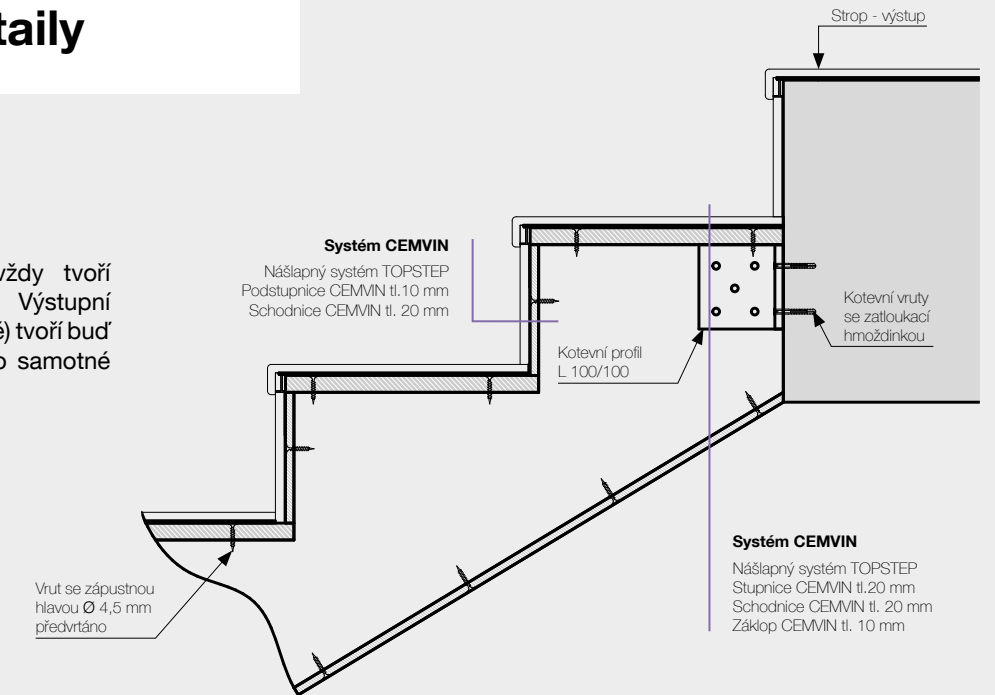 taily
Strop - výstup
vždy tvoří
Výstupní
tvoří buď
samotné
Systém CEMVIN
Nášlapný systém TOPSTEP
Podstupnice CEMVIN tl.10 mm
Schodnice CEMVIN tl. 20 mm
Kotevní vruty
se zatloukací
hmoždinkou
Kotevní profil
L 100/100
Systém CEMVIN
Nášlapný systém TOPSTEP
Stupnice CEMVIN tl.20 mm
Schodnice CEMVIN tl. 20 mm
Záklop CEMVIN tl. 10 mm
Vrut se zápustnou
hlavou Ø 4,5 mm
předvrtáno